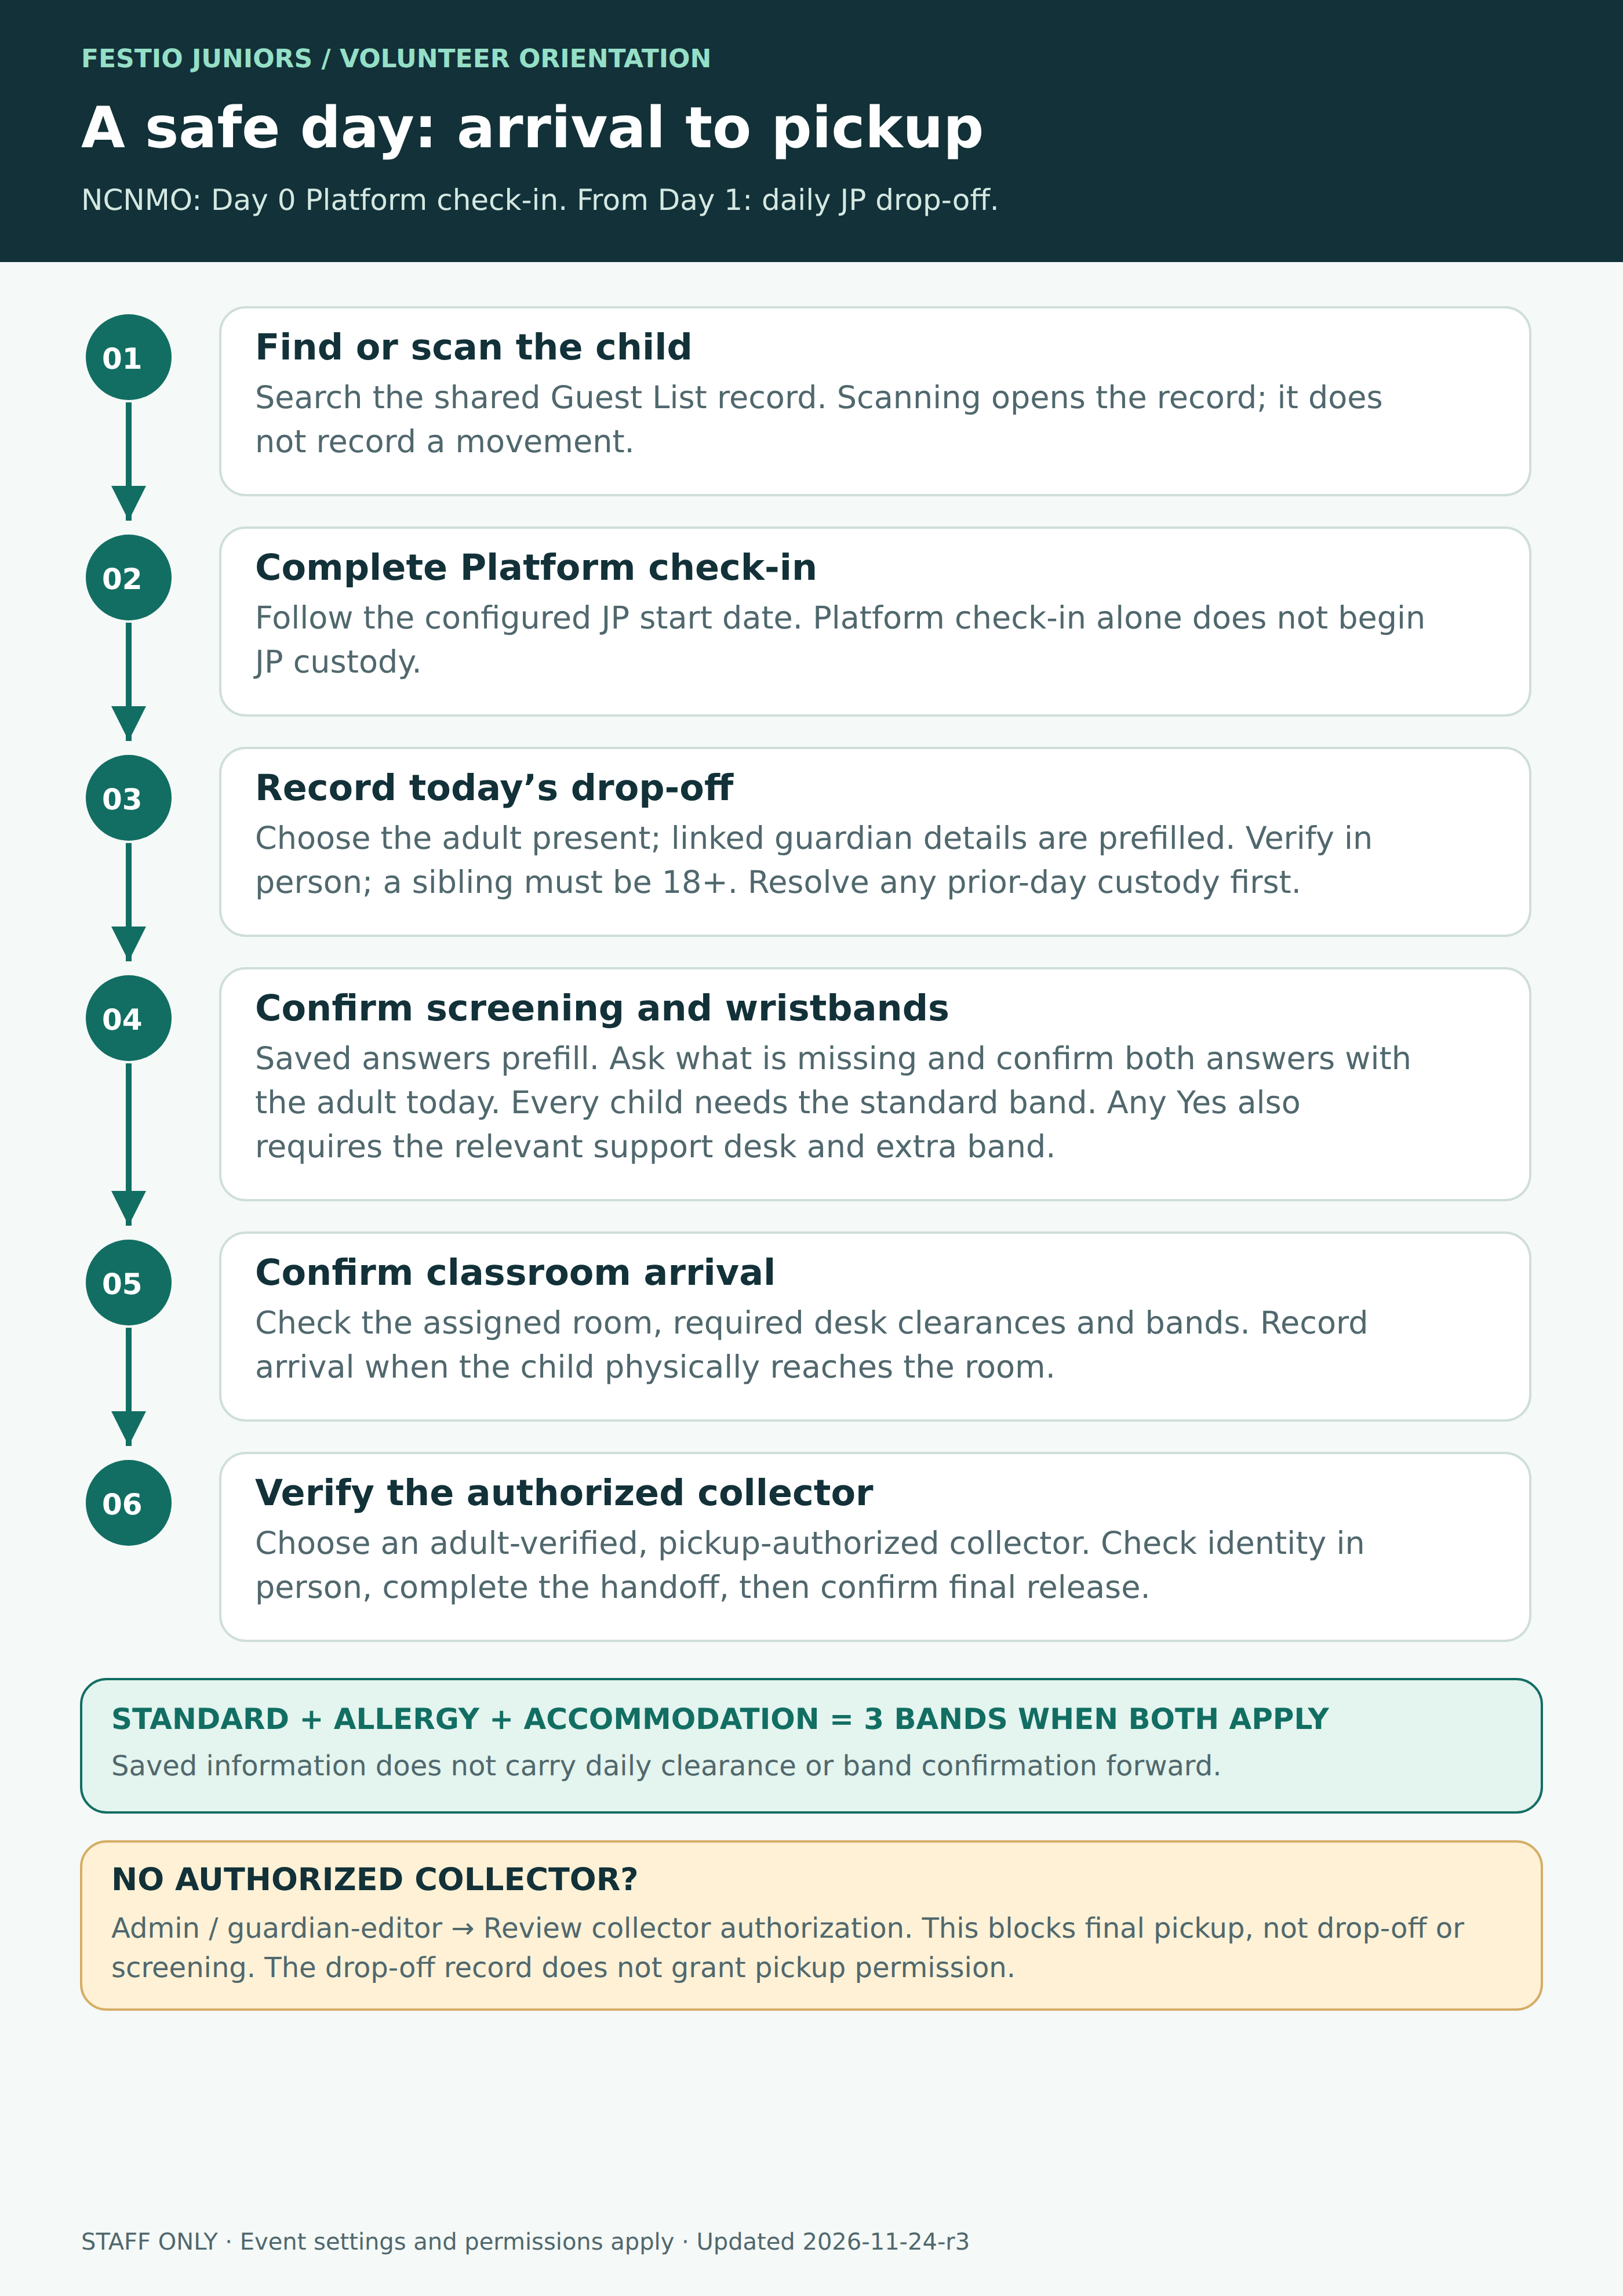 FESTIO JUNIORS / VOLUNTEER ORIENTATION
A safe day: arrival to pickup
NCNMO: Day 0 Platform check-in. From Day 1: daily JP drop-off.
01
Find or scan the child
Search the shared Guest List record. Scanning opens the record; it does
not record a movement.
02
Complete Platform check-in
Follow the configured JP start date. Platform check-in alone does not begin
JP custody.
03
Record today’s drop-off
Choose the adult present; linked guardian details are prefilled. Verify in
person; a sibling must be 18+. Resolve any prior-day custody first.
04
Confirm screening and wristbands
Saved answers prefill. Ask what is missing and confirm both answers with
the adult today. Every child needs the standard band. Any Yes also
requires the relevant support desk and extra band.
05
Confirm classroom arrival
Check the assigned room, required desk clearances and bands. Record
arrival when the child physically reaches the room.
06
Verify the authorized collector
Choose an adult-verified, pickup-authorized collector. Check identity in
person, complete the handoff, then confirm final release.
STANDARD + ALLERGY + ACCOMMODATION = 3 BANDS WHEN BOTH APPLY
Saved information does not carry daily clearance or band confirmation forward.
NO AUTHORIZED COLLECTOR?
Admin / guardian-editor → Review collector authorization. This blocks final pickup, not drop-off or
screening. The drop-off record does not grant pickup permission.
STAFF ONLY · Event settings and permissions apply · Updated 2026-11-24-r3